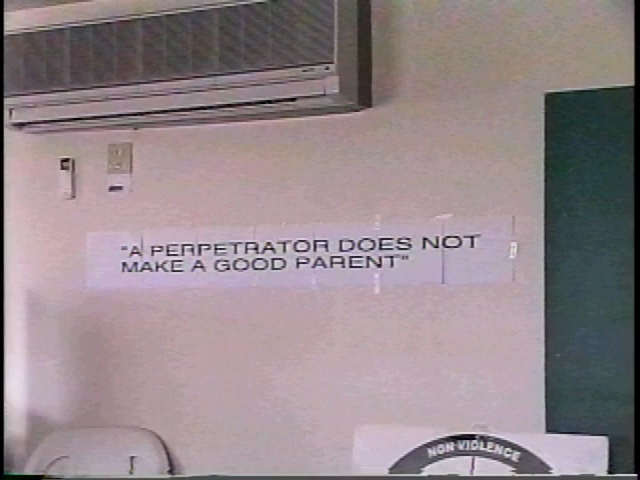 "A PERPETRATOR DOES NOT
MAKE A GOOD PARENT"
NON VIOLENCE